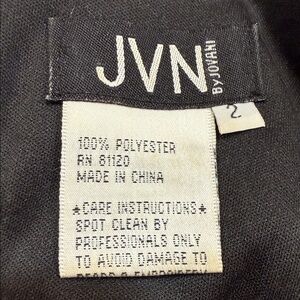 JVN
BY JOVANI
2
100% POLYESTER
RN 81120
MADE IN CHINA
★CARE INSTRUCTIONS★
SPOT CLEAN BY
PROFESSIONALS ONLY
TO AVOID DAMAGE TO